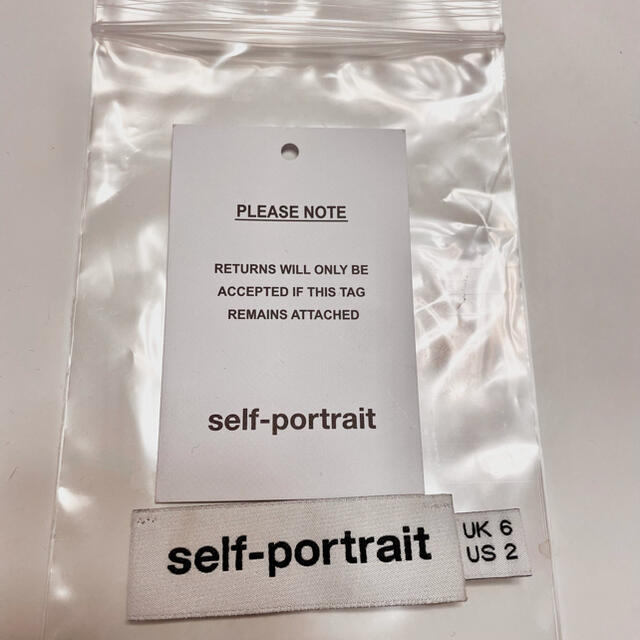 PLEASE NOTE
RETURNS WILL ONLY BE
ACCEPTED IF THIS TAG
REMAINS ATTACHED
self-portrait
self-portrait
UK 6
US 2